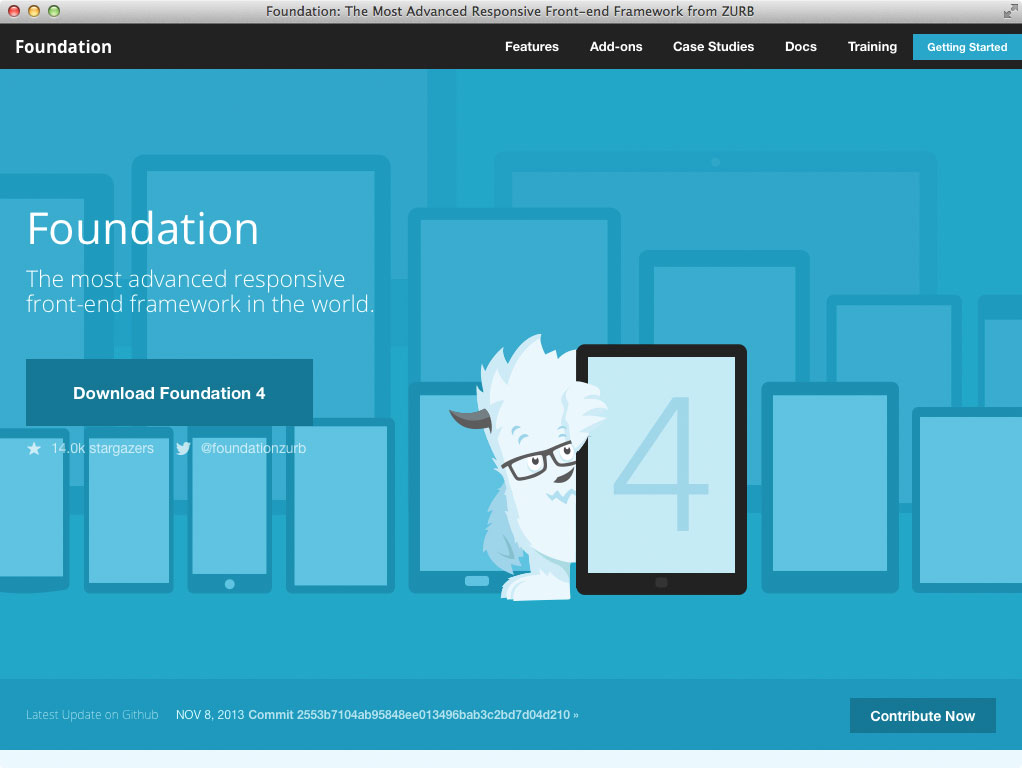 Foundation: The Most Advanced Responsive Front-end Framework from ZURB
Foundation Features Add-ons Case Studies Docs Training Getting Started
Foundation
The most advanced responsive
front-end framework in the world.
Download Foundation 4
14.0k stargazers @foundationzurb
4
Latest Update on Github NOV 8, 2013 Commit 2553b7104ab95848ee013496bab3c2bd7d04d210 » Contribute Now